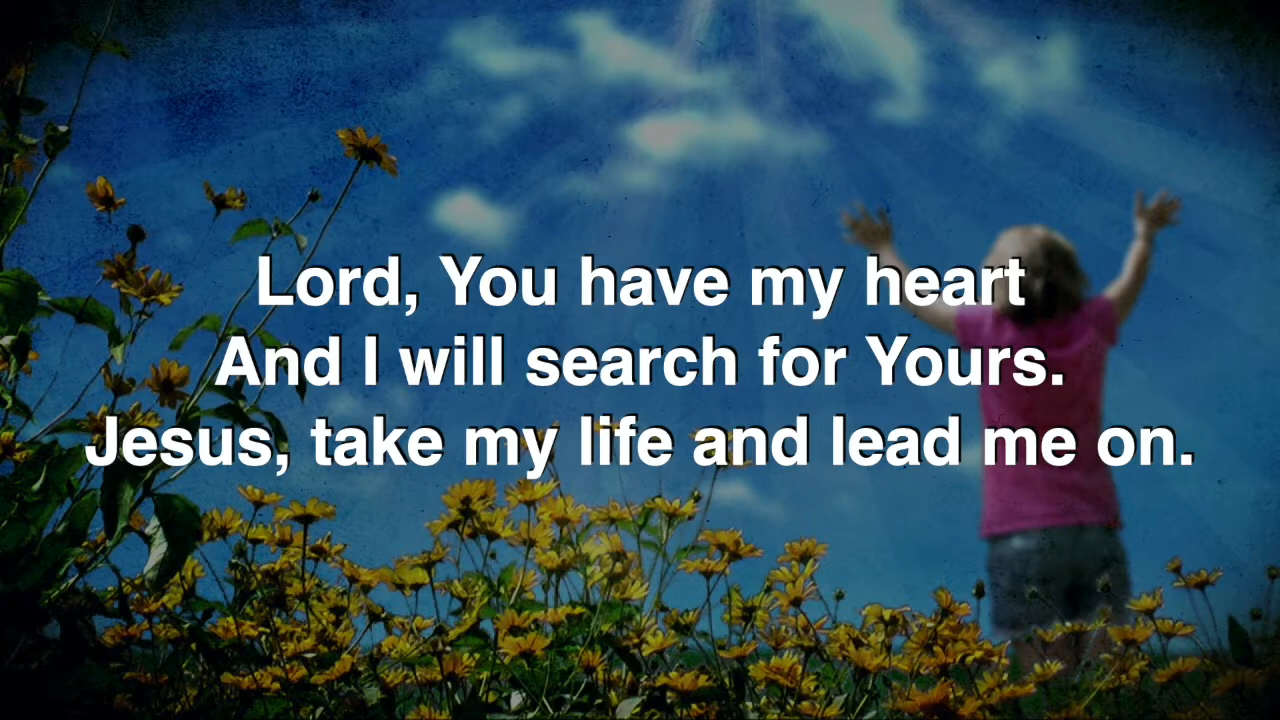 Lord, You have my heart
And I will search for Yours.
Jesus, take my life and lead me on.